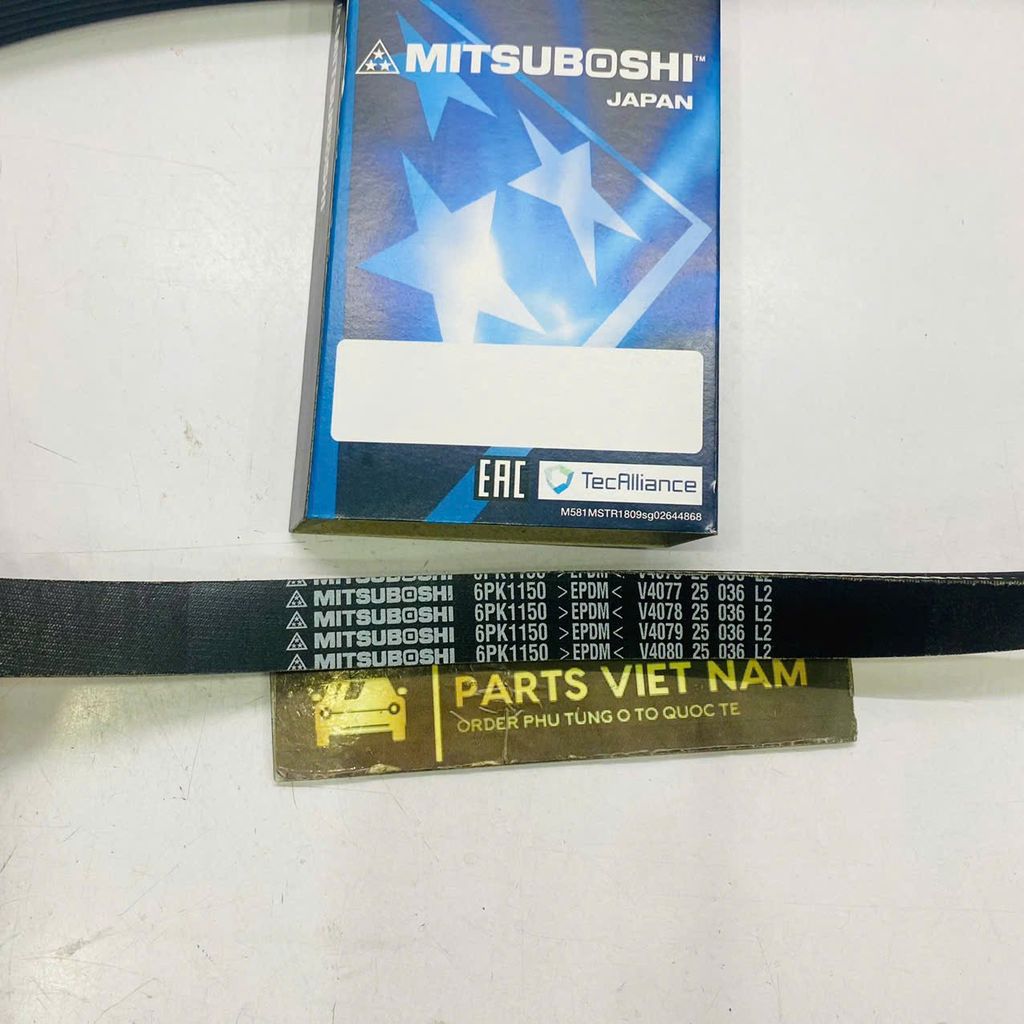 MITSUBOSHI™
JAPAN
EAC TecAlliance
M581MSTR1809sg02644868
MITSUBOSHI 6PK1150 >EPDM< V4077 25 036 L2
MITSUBOSHI 6PK1150 >EPDM< V4078 25 036 L2
MITSUBOSHI 6PK1150 >EPDM< V4079 25 036 L2
MITSUBOSHI 6PK1150 >EPDM< V4080 25 036 L2
PARTS VIET NAM
ORDER PHU TUNG O TO QUOC TE